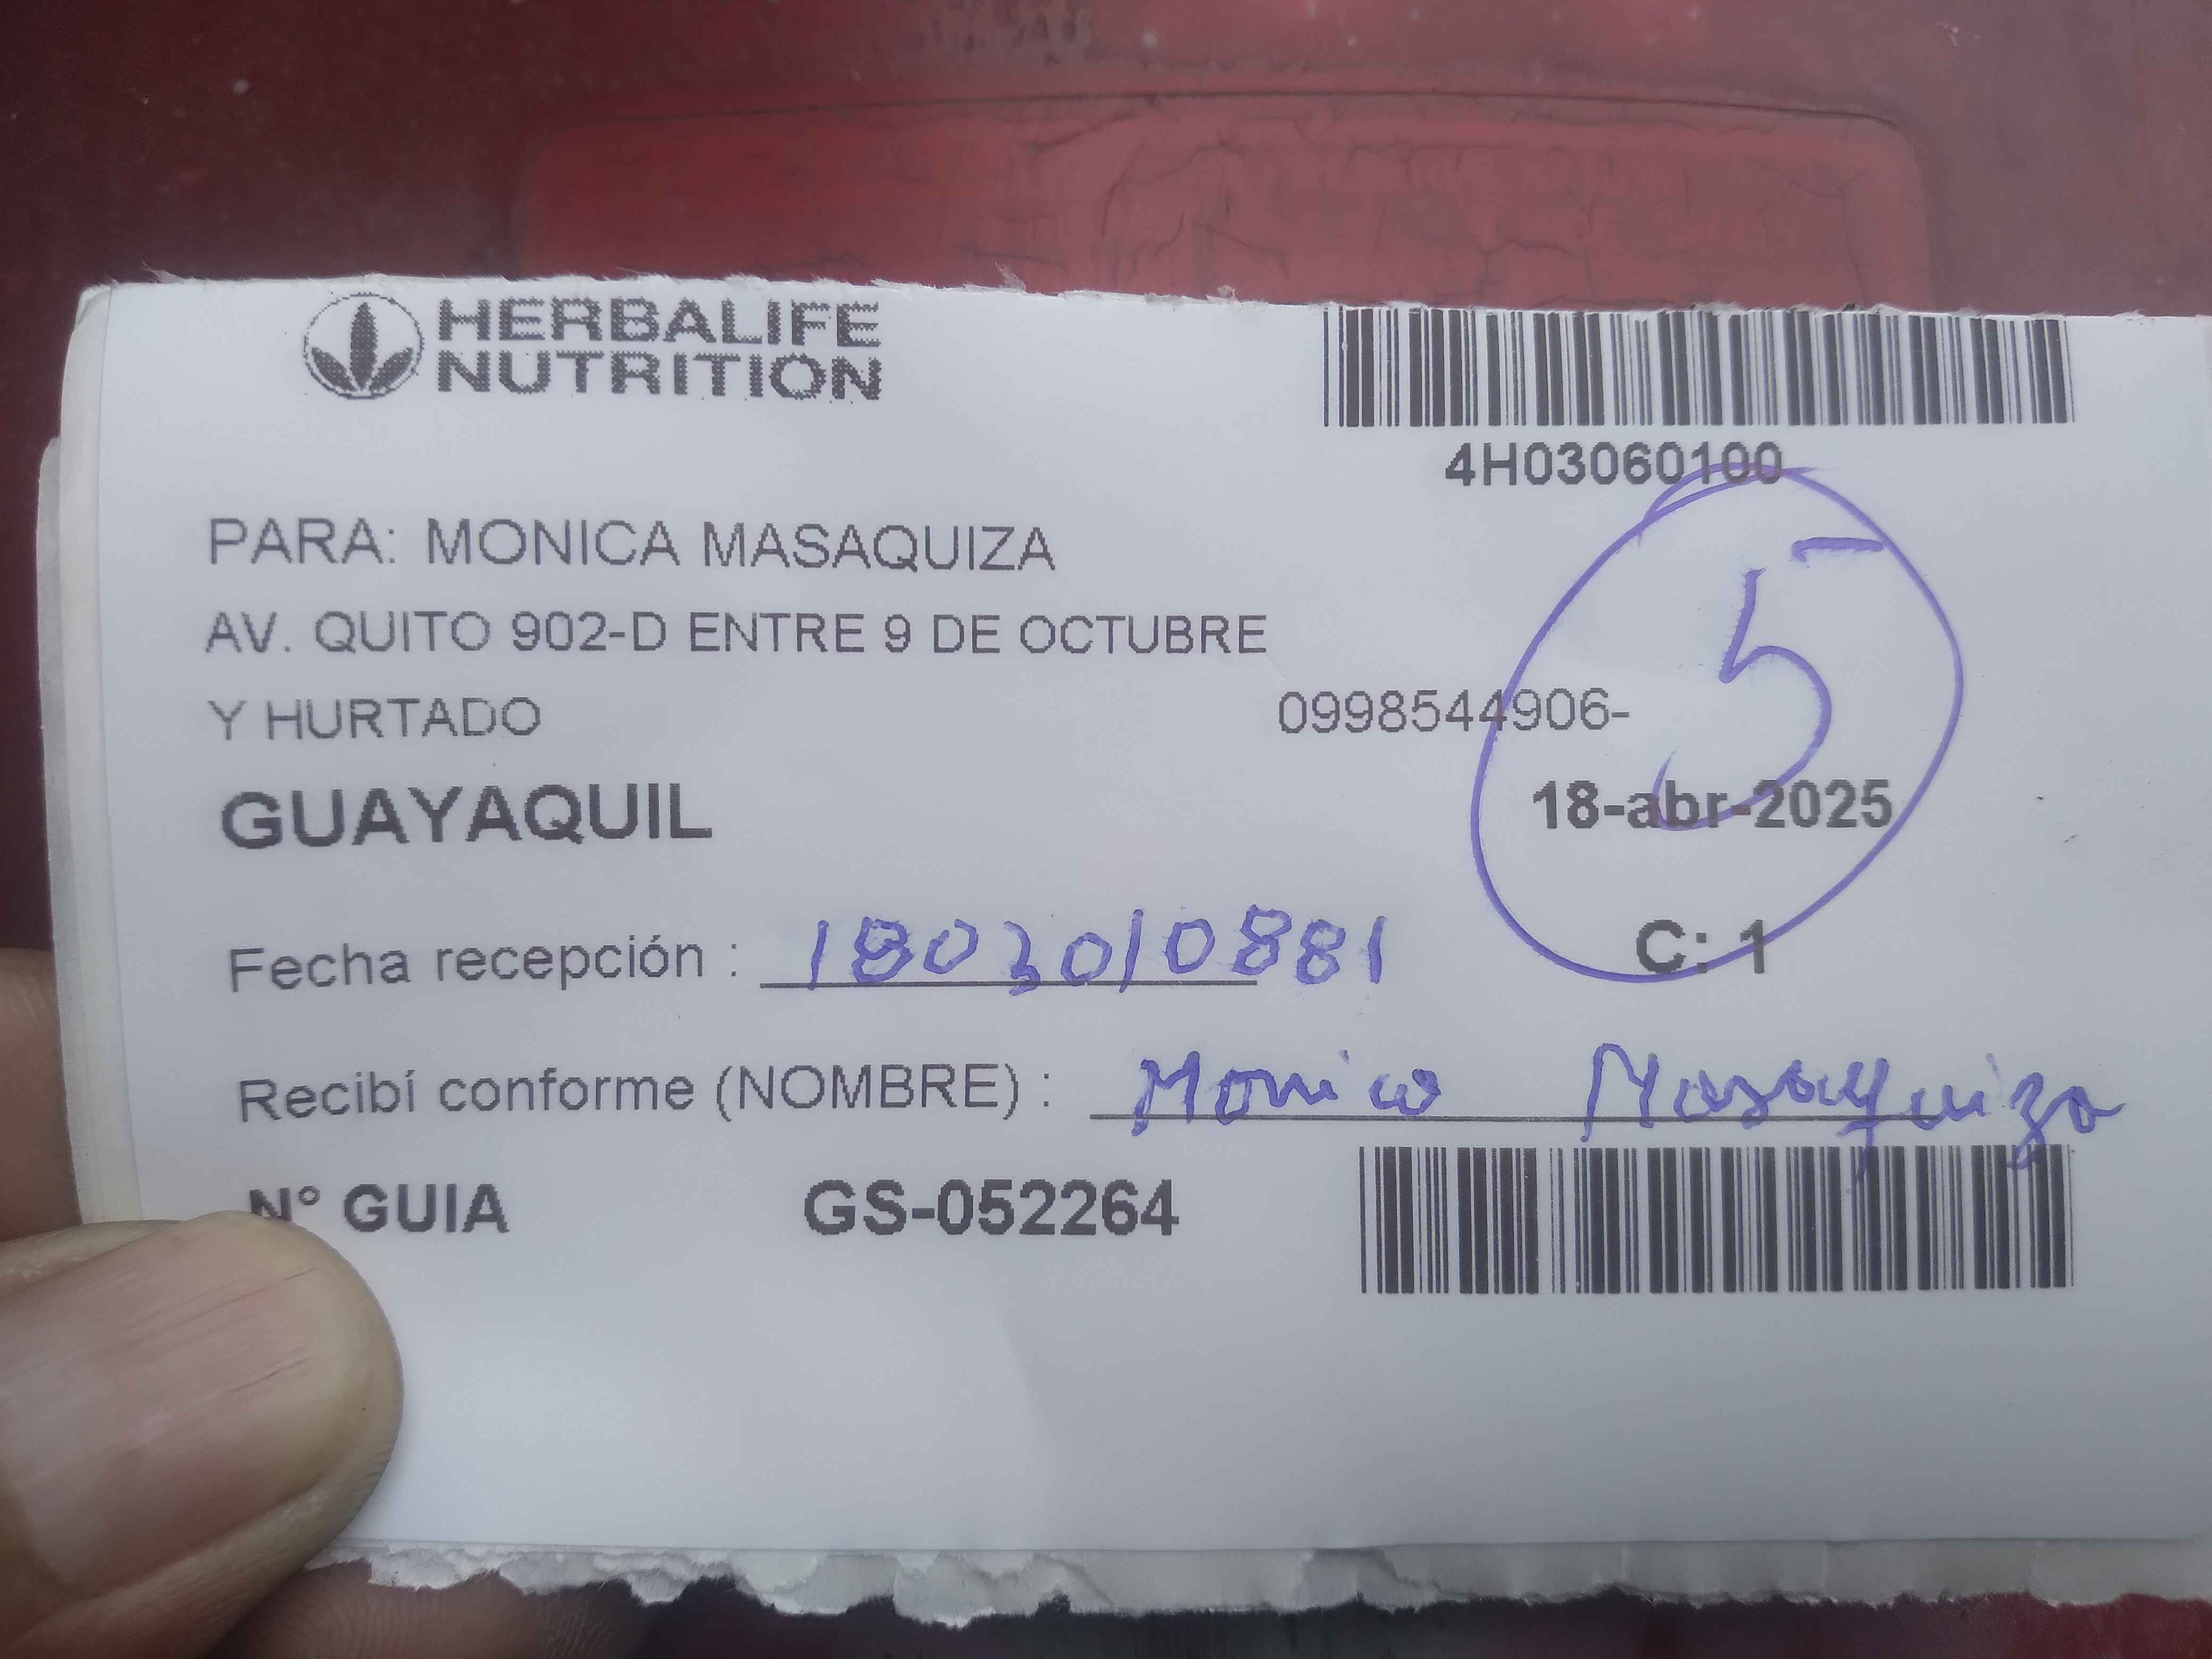 HERBALIFE
NUTRITION
4H03060100
PARA: MONICA MASAQUIZA
AV. QUITO 902-D ENTRE 9 DE OCTUBRE
Y HURTADO
0998544906-
5
GUAYAQUIL
18-abr-2025
Fecha recepción : 1803010881
C: 1
Recibí conforme (NOMBRE) : Monica Masaquiza
N° GUIA GS-052264